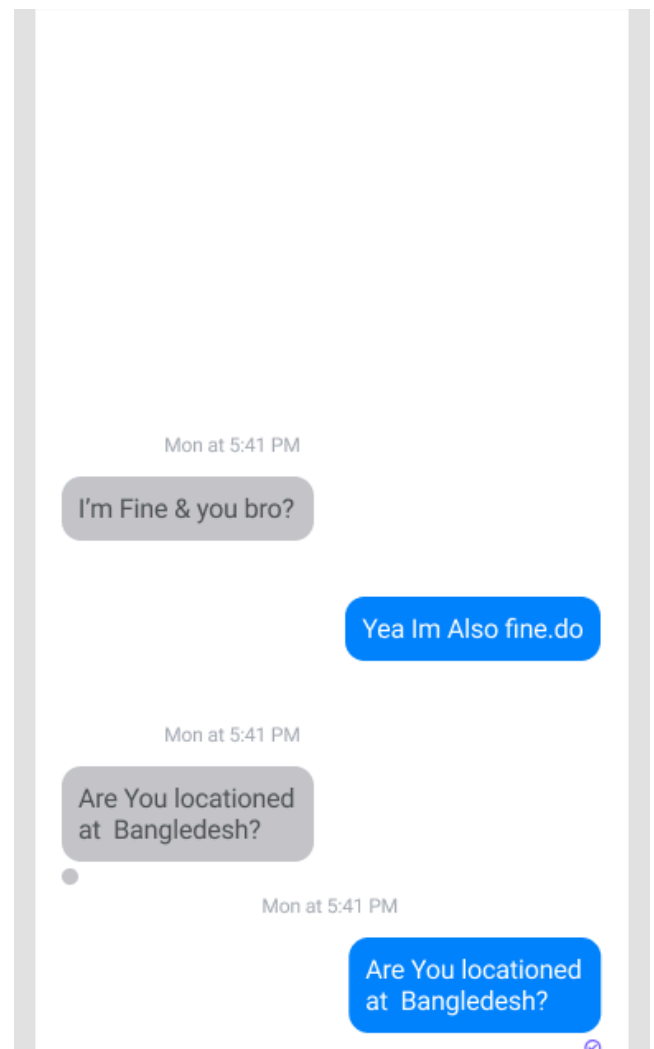 Mon at 5:41 PM
I'm Fine & you bro?
Yea Im Also fine.do
Mon at 5:41 PM
Are You locationed
at  Bangledesh?
Mon at 5:41 PM
Are You locationed
at  Bangledesh?